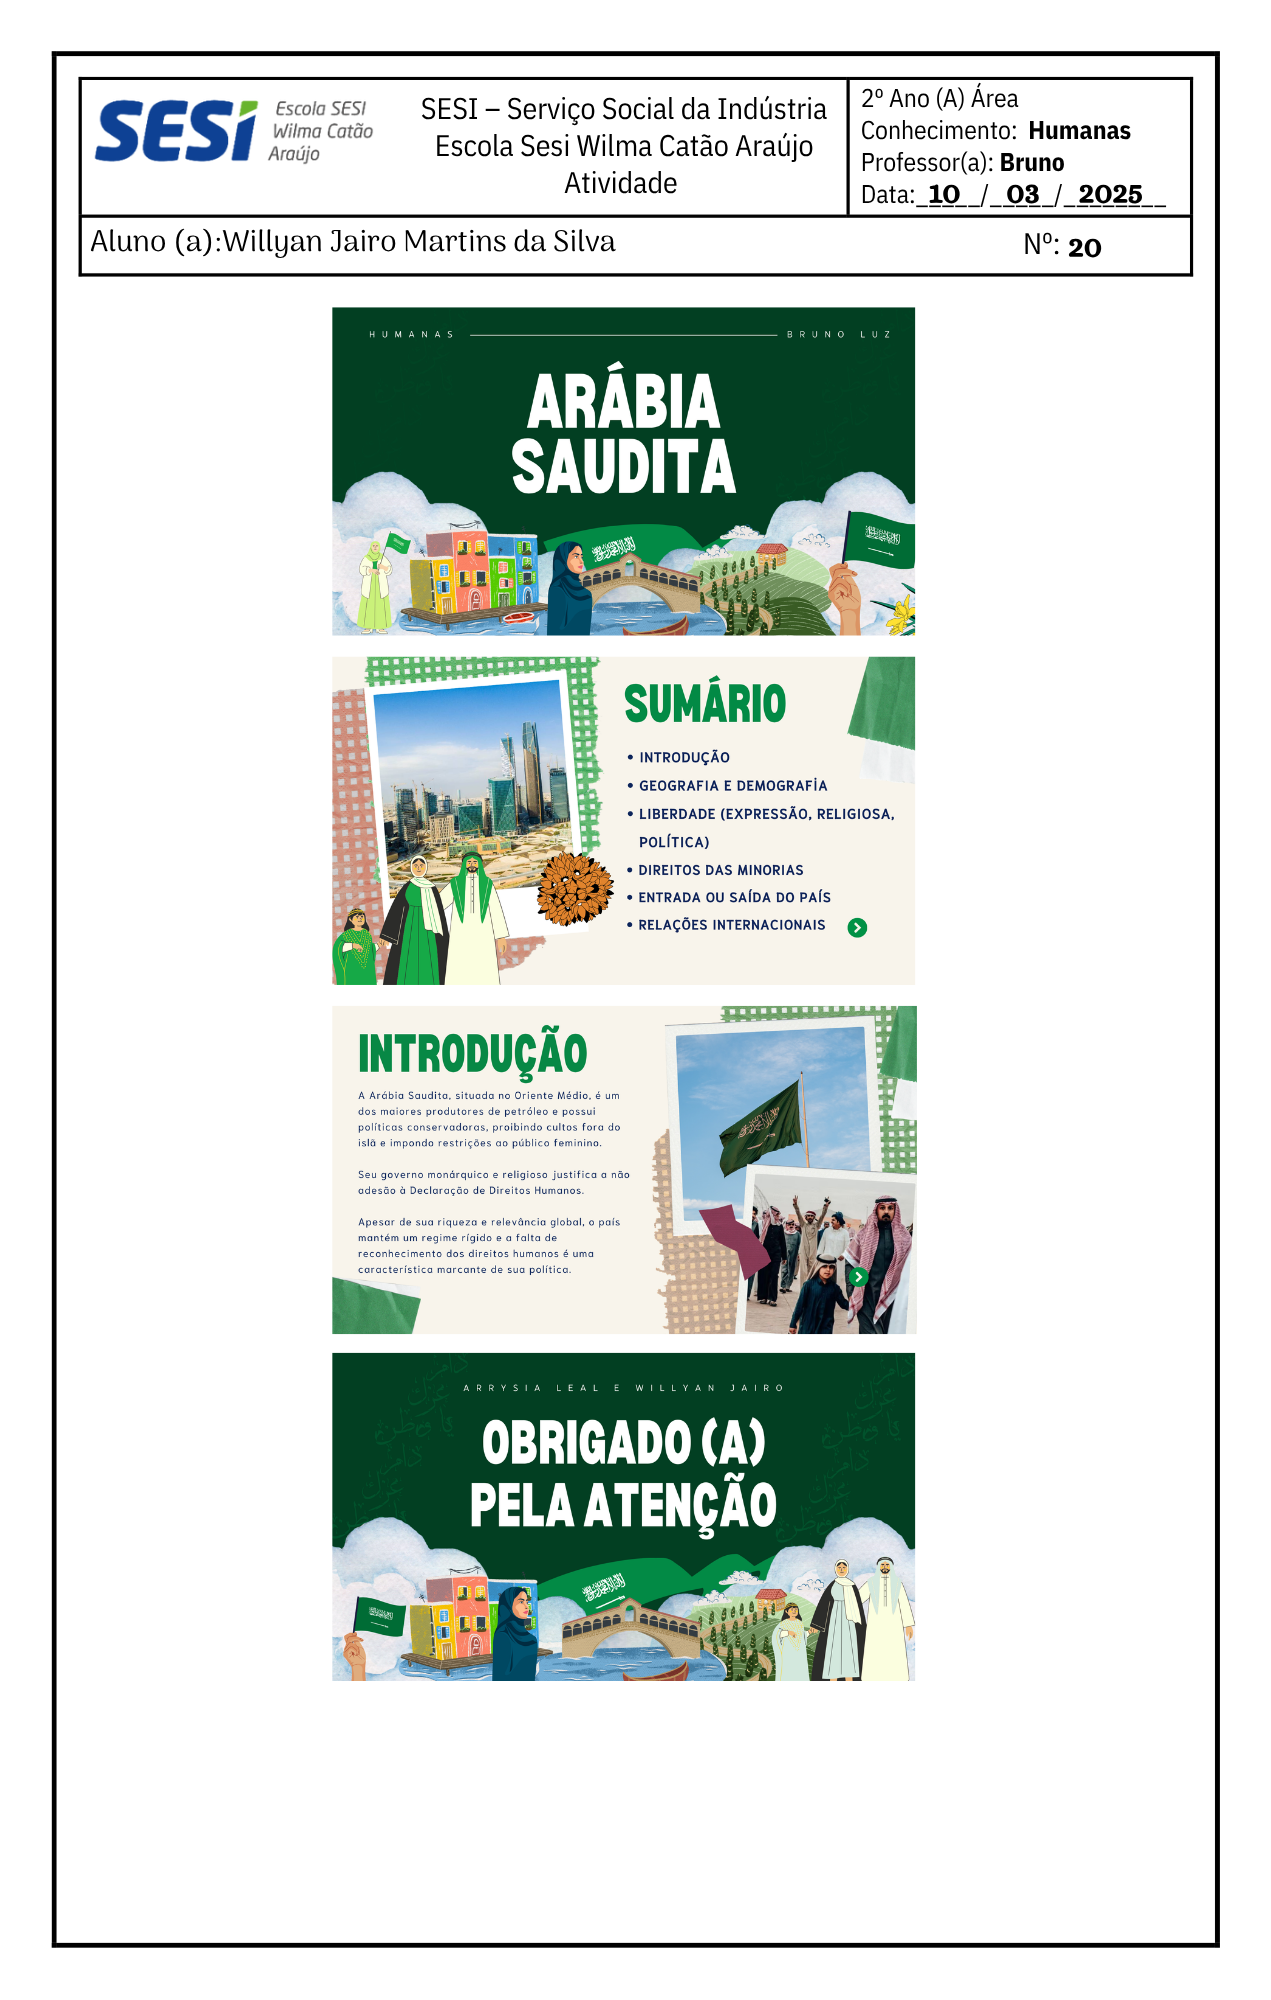 SESI
Escola SESI
Wilma Catão
Araújo
SESI – Serviço Social da Indústria
Escola Sesi Wilma Catão Araújo
Atividade
2º Ano (A) Área
Conhecimento: Humanas
Professor(a): Bruno
Data:__10__/__03__/__2025__
Aluno (a):Willyan Jairo Martins da Silva
Nº: 20
HUMANAS
BRUNO LUZ
ARÁBIA
SAUDITA
SUMÁRIO
• INTRODUÇÃO
• GEOGRAFIA E DEMOGRAFİA
• LIBERDADE (EXPRESSÃO, RELIGIOSA,
POLÍTICA)
• DIREITOS DAS MINORIAS
• ENTRADA OU SAÍDA DO PAÍS
• RELAÇÕES INTERNACIONAIS
INTRODUÇÃO
A Arábia Saudita, situada no Oriente Médio, é um
dos maiores produtores de petróleo e possui
políticas conservadoras, proibindo cultos fora do
islã e impondo restrições ao público feminino.
Seu governo monárquico e religioso justifica a não
adesão à Declaração de Direitos Humanos.
Apesar de sua riqueza e relevância global, o país
mantém um regime rígido e a falta de
reconhecimento dos direitos humanos é uma
característica marcante de sua política.
ARRYSIA LEAL E WILLYAN JAIRO
OBRIGADO (A)
PELA ATENÇÃO